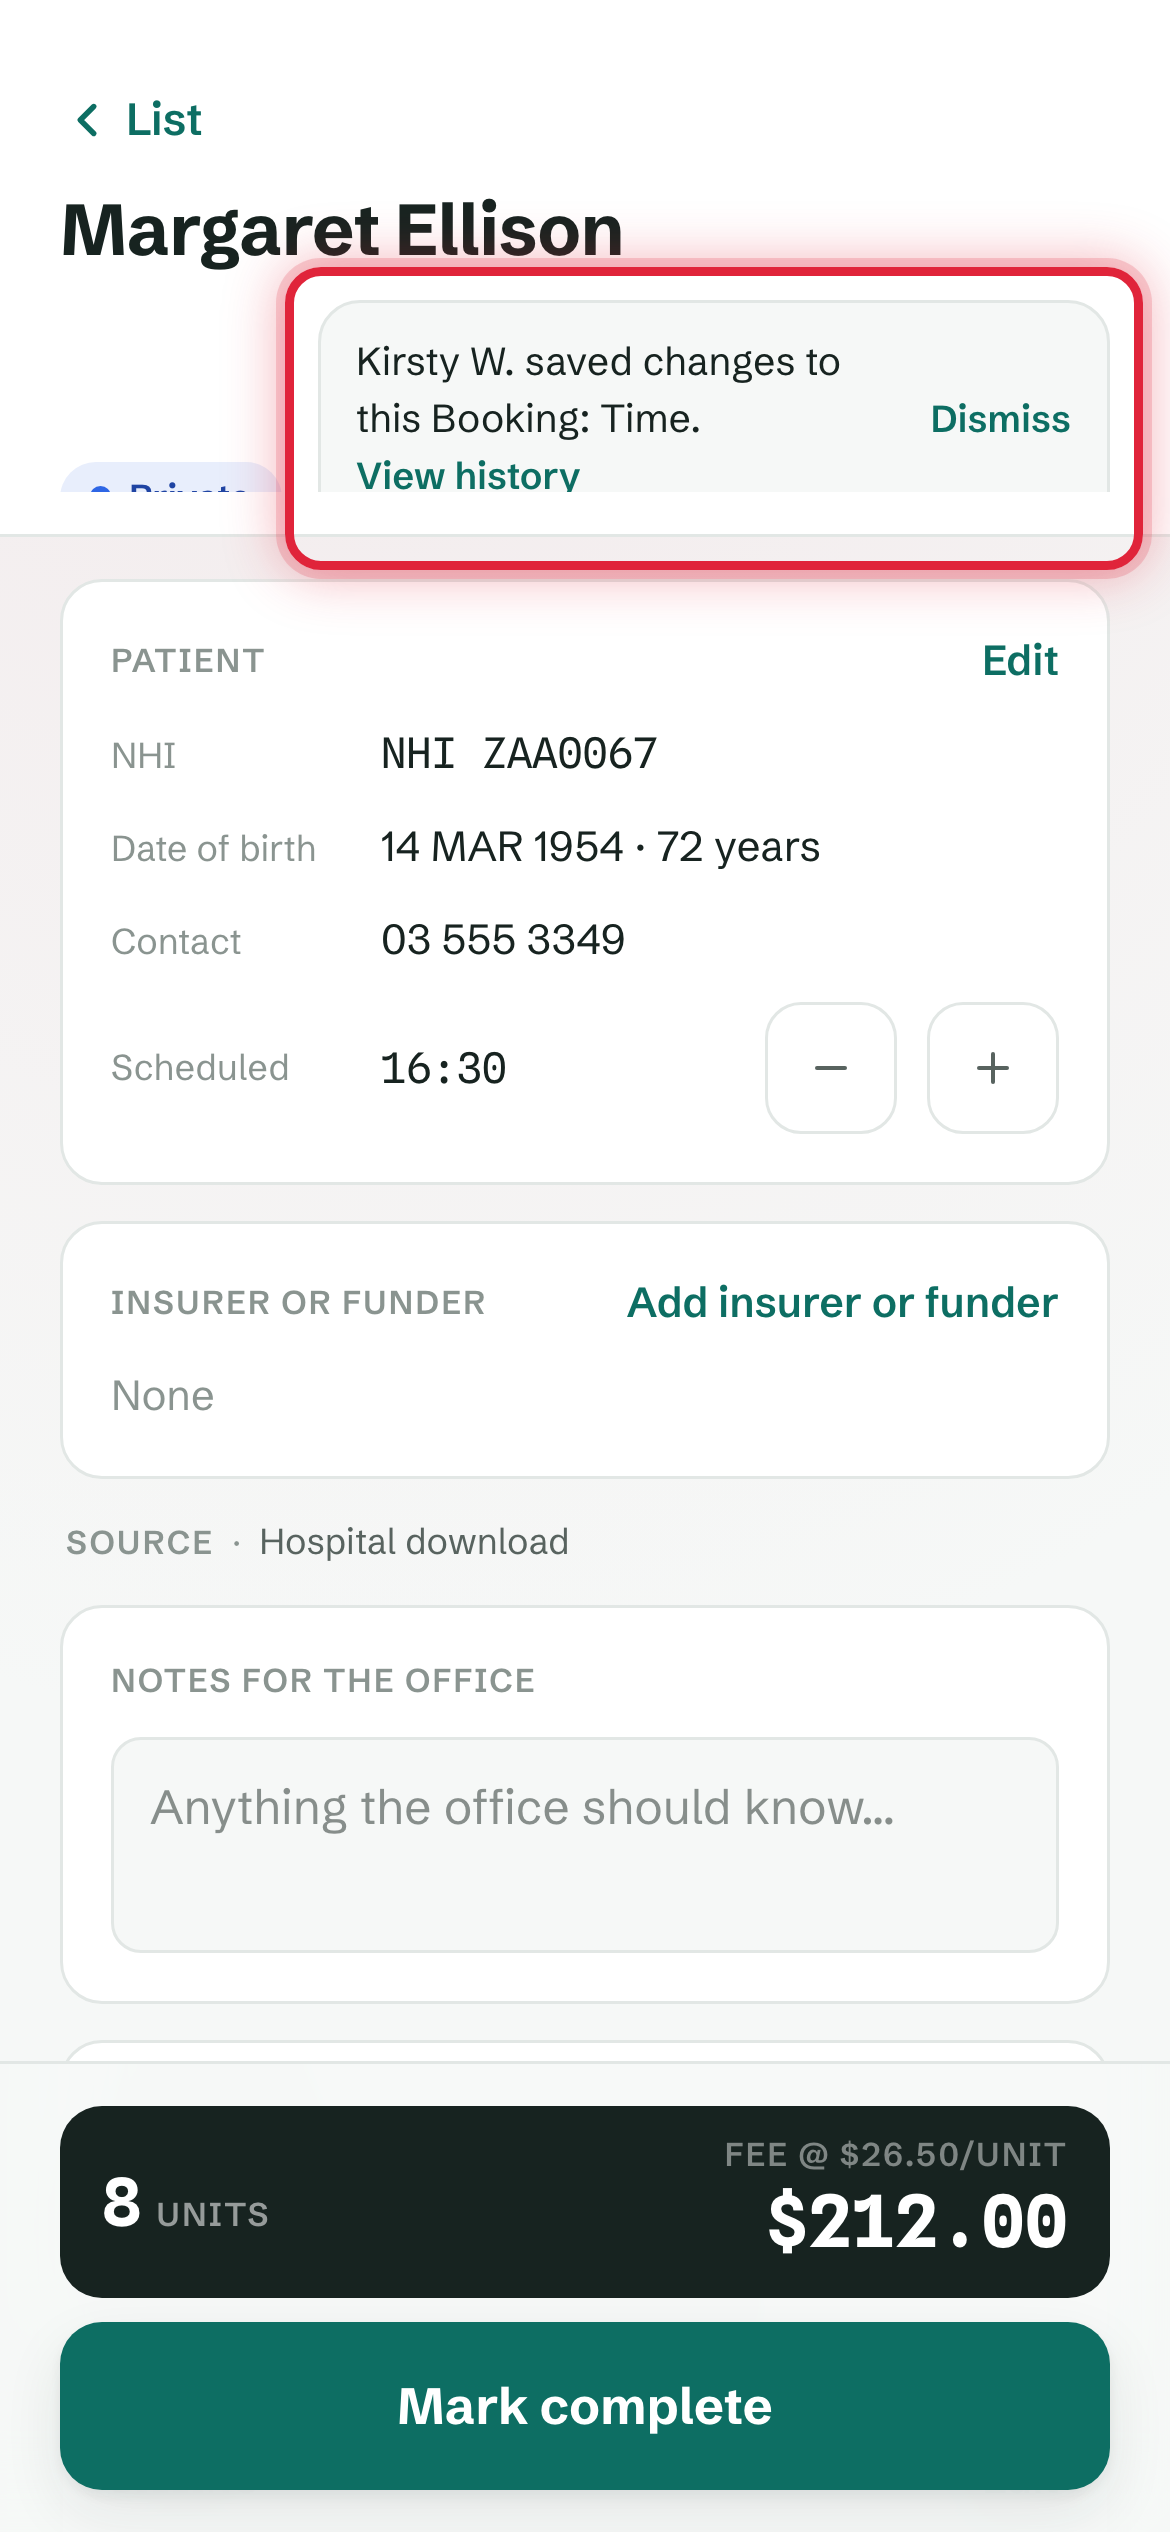 List
Margaret Ellison
Kirsty W. saved changes to
this Booking: Time.
Dismiss
View history
Private
PATIENT
Edit
NHI
NHI ZAA0067
Date of birth
14 MAR 1954 · 72 years
Contact
03 555 3349
Scheduled
16:30
INSURER OR FUNDER
Add insurer or funder
None
SOURCE · Hospital download
NOTES FOR THE OFFICE
Anything the office should know...
8 UNITS
FEE @ $26.50/UNIT
$212.00
Mark complete